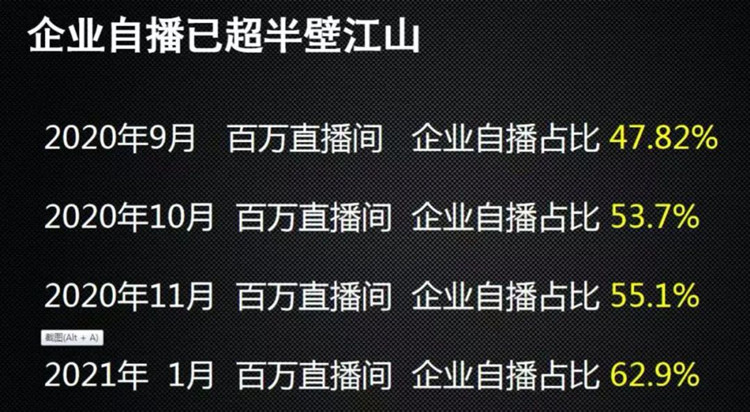 企业自播已超半壁江山
2020年9月 百万直播间 企业自播占比 47.82%
2020年10月 百万直播间 企业自播占比 53.7%
2020年11月 百万直播间 企业自播占比 55.1%
截图(Alt + A)
2021年 1月 百万直播间 企业自播占比 62.9%